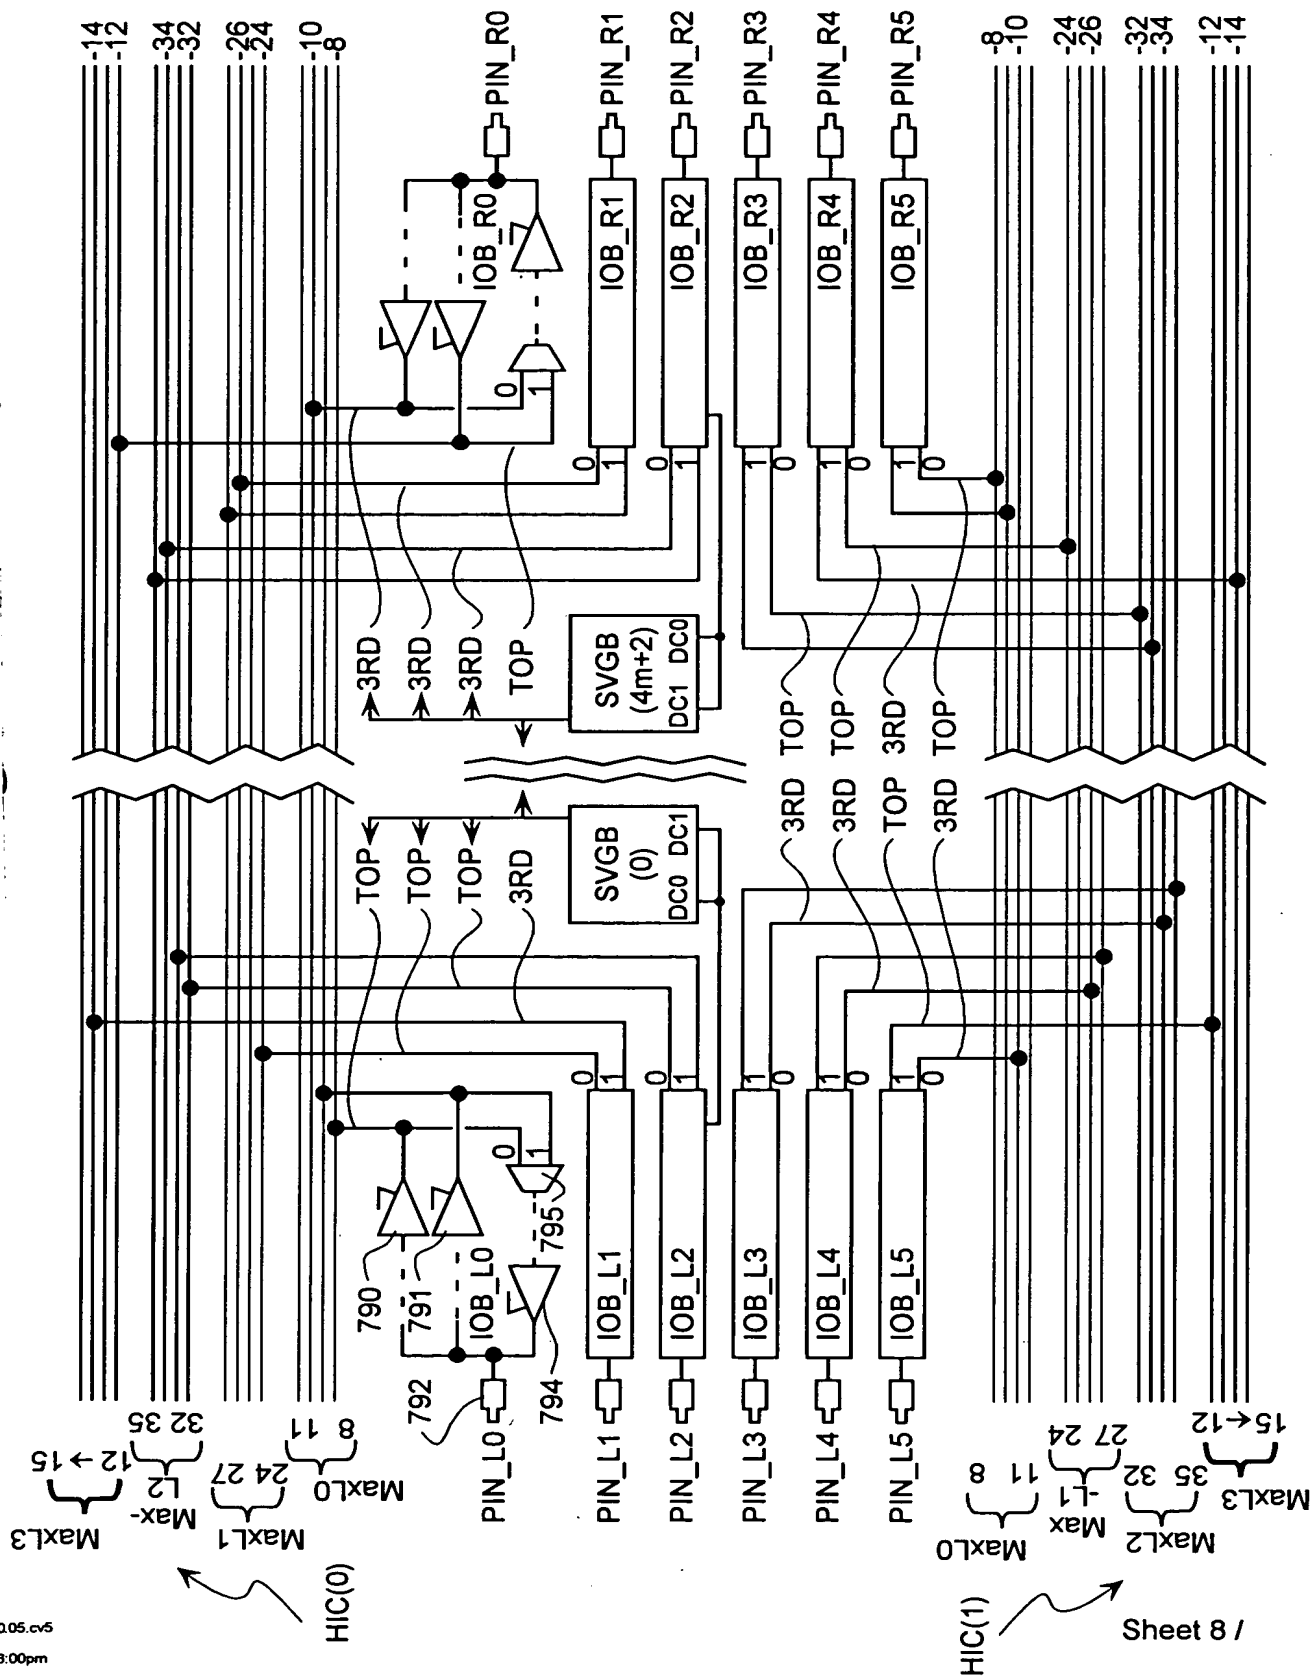 -14
-12
-34
-32
-26
-24
-10
-8
PIN_R0
PIN_R1
PIN_R2
PIN_R3
PIN_R4
PIN_R5
-8
-10
-24
-26
-32
-34
-12
-14
IOB_R0
IOB_R1
IOB_R2
IOB_R3
IOB_R4
IOB_R5
0
1
0
1
0
1
1
0
1
0
1
0
3RD
3RD
3RD
TOP
SVGB
(4m+2)
DC1 DC0
TOP
TOP
3RD
TOP
TOP
TOP
TOP
3RD
SVGB
(0)
DC0 DC1
3RD
3RD
TOP
3RD
0
1
0
1
0
1
1
0
1
0
1
0
790
791
795
792
794
IOB_L0
IOB_L1
IOB_L2
IOB_L3
IOB_L4
IOB_L5
PIN_L0
PIN_L1
PIN_L2
PIN_L3
PIN_L4
PIN_L5
12→15
MaxL3
32 35
Max-
L2
24 27
MaxL1
8 11
MaxL0
HIC(0)
11 8
MaxL0
27 24
Max
-L1
35 32
MaxL2
15←12
MaxL3
HIC(1)
Sheet 8 /
0.05.cv5
3:00pm